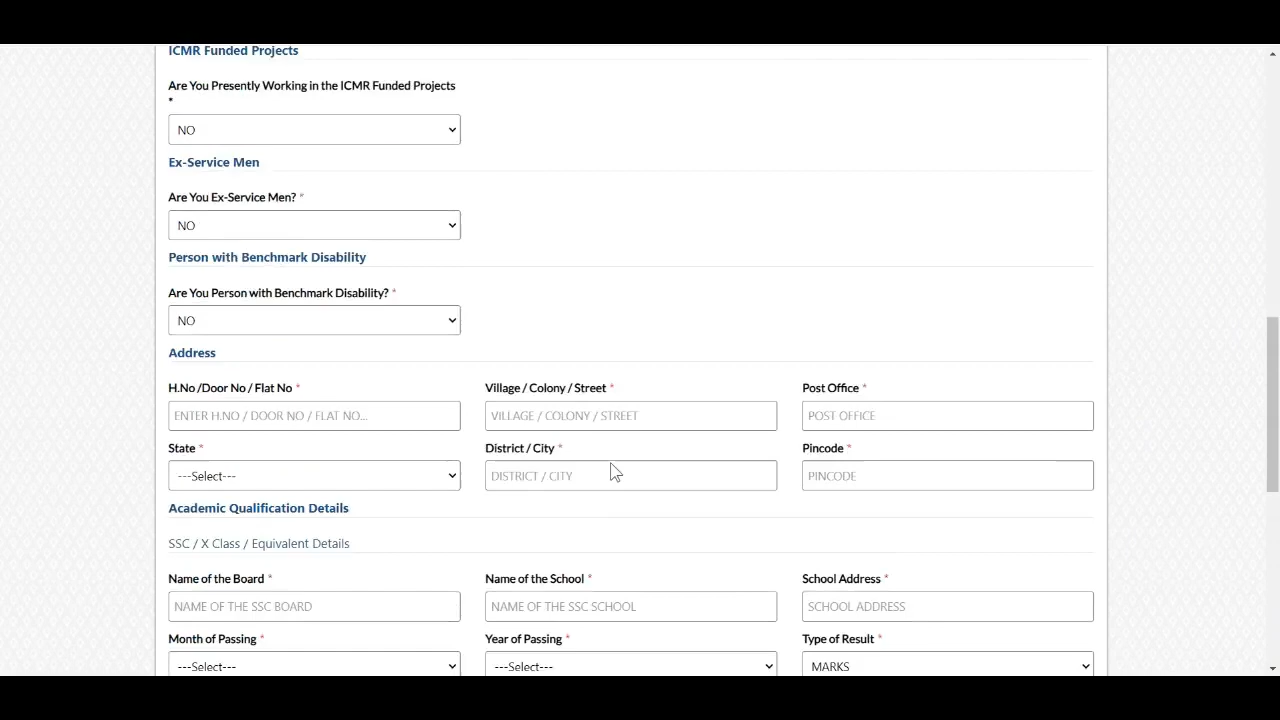 ICMR Funded Projects
Are You Presently Working in the ICMR Funded Projects
*
NO
Ex-Service Men
Are You Ex-Service Men? *
NO
Person with Benchmark Disability
Are You Person with Benchmark Disability? *
NO
Address
H.No /Door No / Flat No * Village / Colony / Street * Post Office *
ENTER H.NO / DOOR NO / FLAT NO... VILLAGE / COLONY / STREET POST OFFICE
State * District / City * Pincode *
---Select--- DISTRICT / CITY PINCODE
Academic Qualification Details
SSC / X Class / Equivalent Details
Name of the Board * Name of the School * School Address *
NAME OF THE SSC BOARD NAME OF THE SSC SCHOOL SCHOOL ADDRESS
Month of Passing * Year of Passing * Type of Result *
---Select--- ---Select--- MARKS